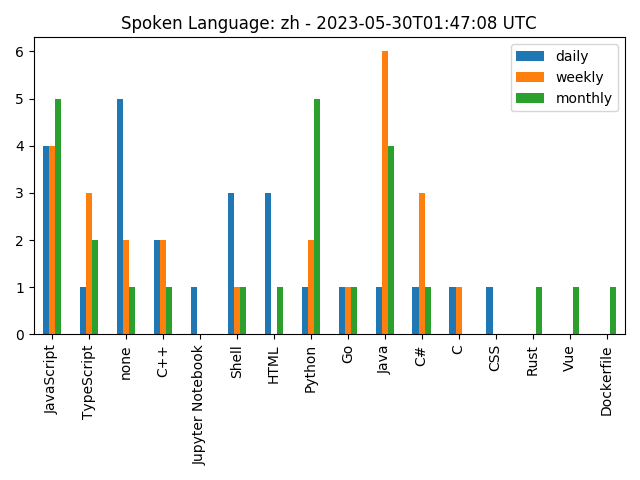 Spoken Language: zh - 2023-05-30T01:47:08 UTC
daily
weekly
monthly
6
5
4
3
2
1
0
JavaScript
TypeScript
none
C++
Jupyter Notebook
Shell
HTML
Python
Go
Java
C#
C
CSS
Rust
Vue
Dockerfile